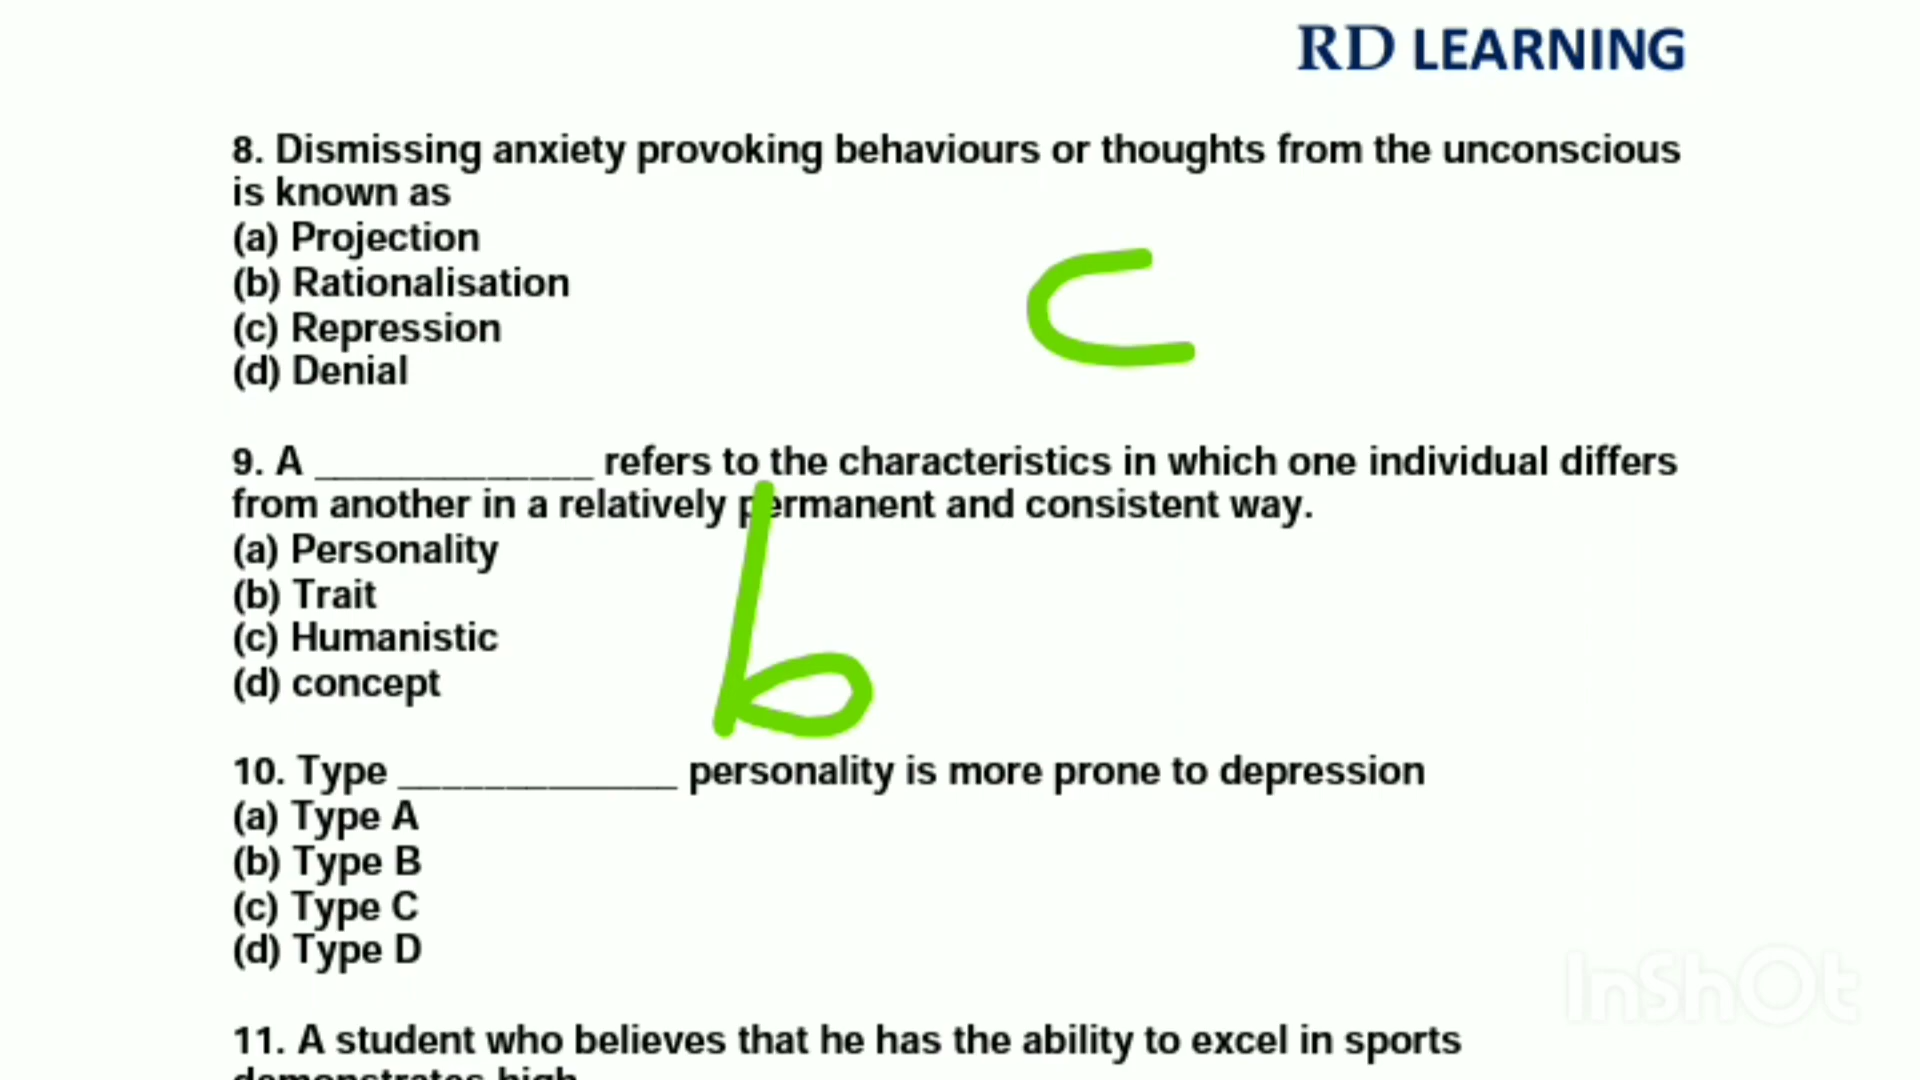 RD LEARNING
8. Dismissing anxiety provoking behaviours or thoughts from the unconscious
is known as
(a) Projection
(b) Rationalisation
(c) Repression
(d) Denial
c
9. A _____________ refers to the characteristics in which one individual differs
from another in a relatively permanent and consistent way.
(a) Personality
(b) Trait
(c) Humanistic
(d) concept
b
10. Type _____________ personality is more prone to depression
(a) Type A
(b) Type B
(c) Type C
(d) Type D
11. A student who believes that he has the ability to excel in sports
demonstrates high
InShOt